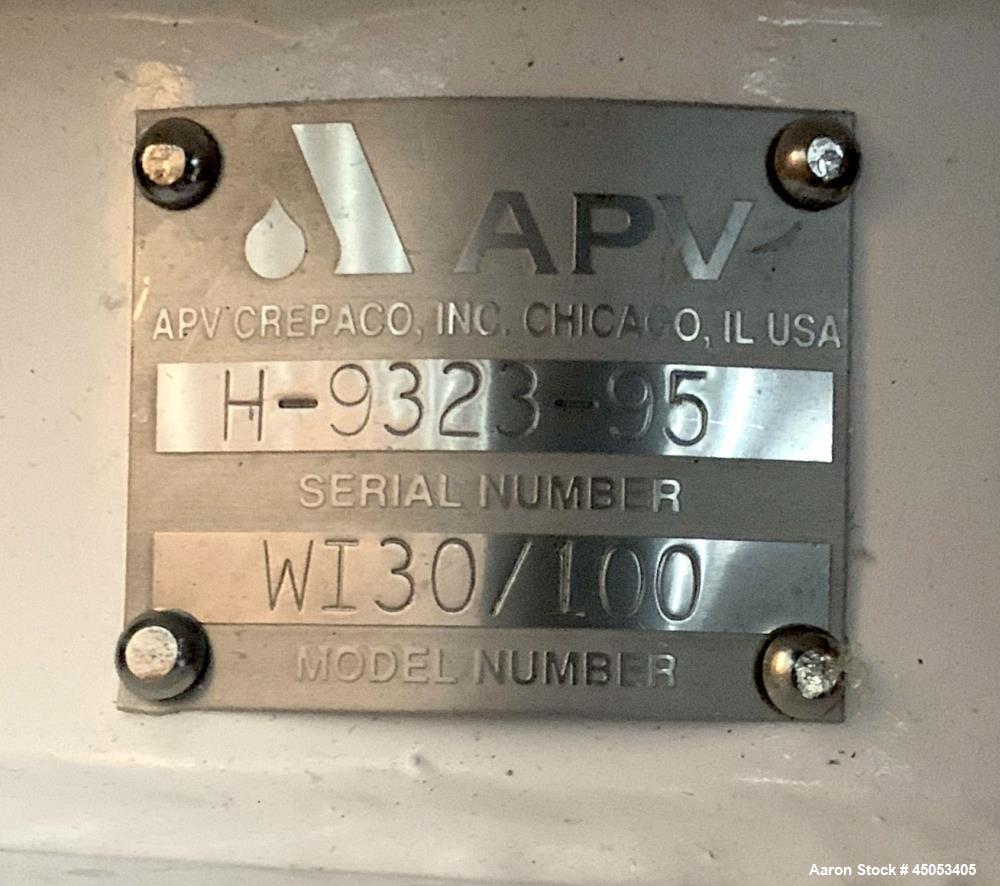 APV
APV CREPACO, INC. CHICAGO, IL USA
H-9323-95
SERIAL NUMBER
WI30/100
MODEL NUMBER
Aaron Stock # 45053405